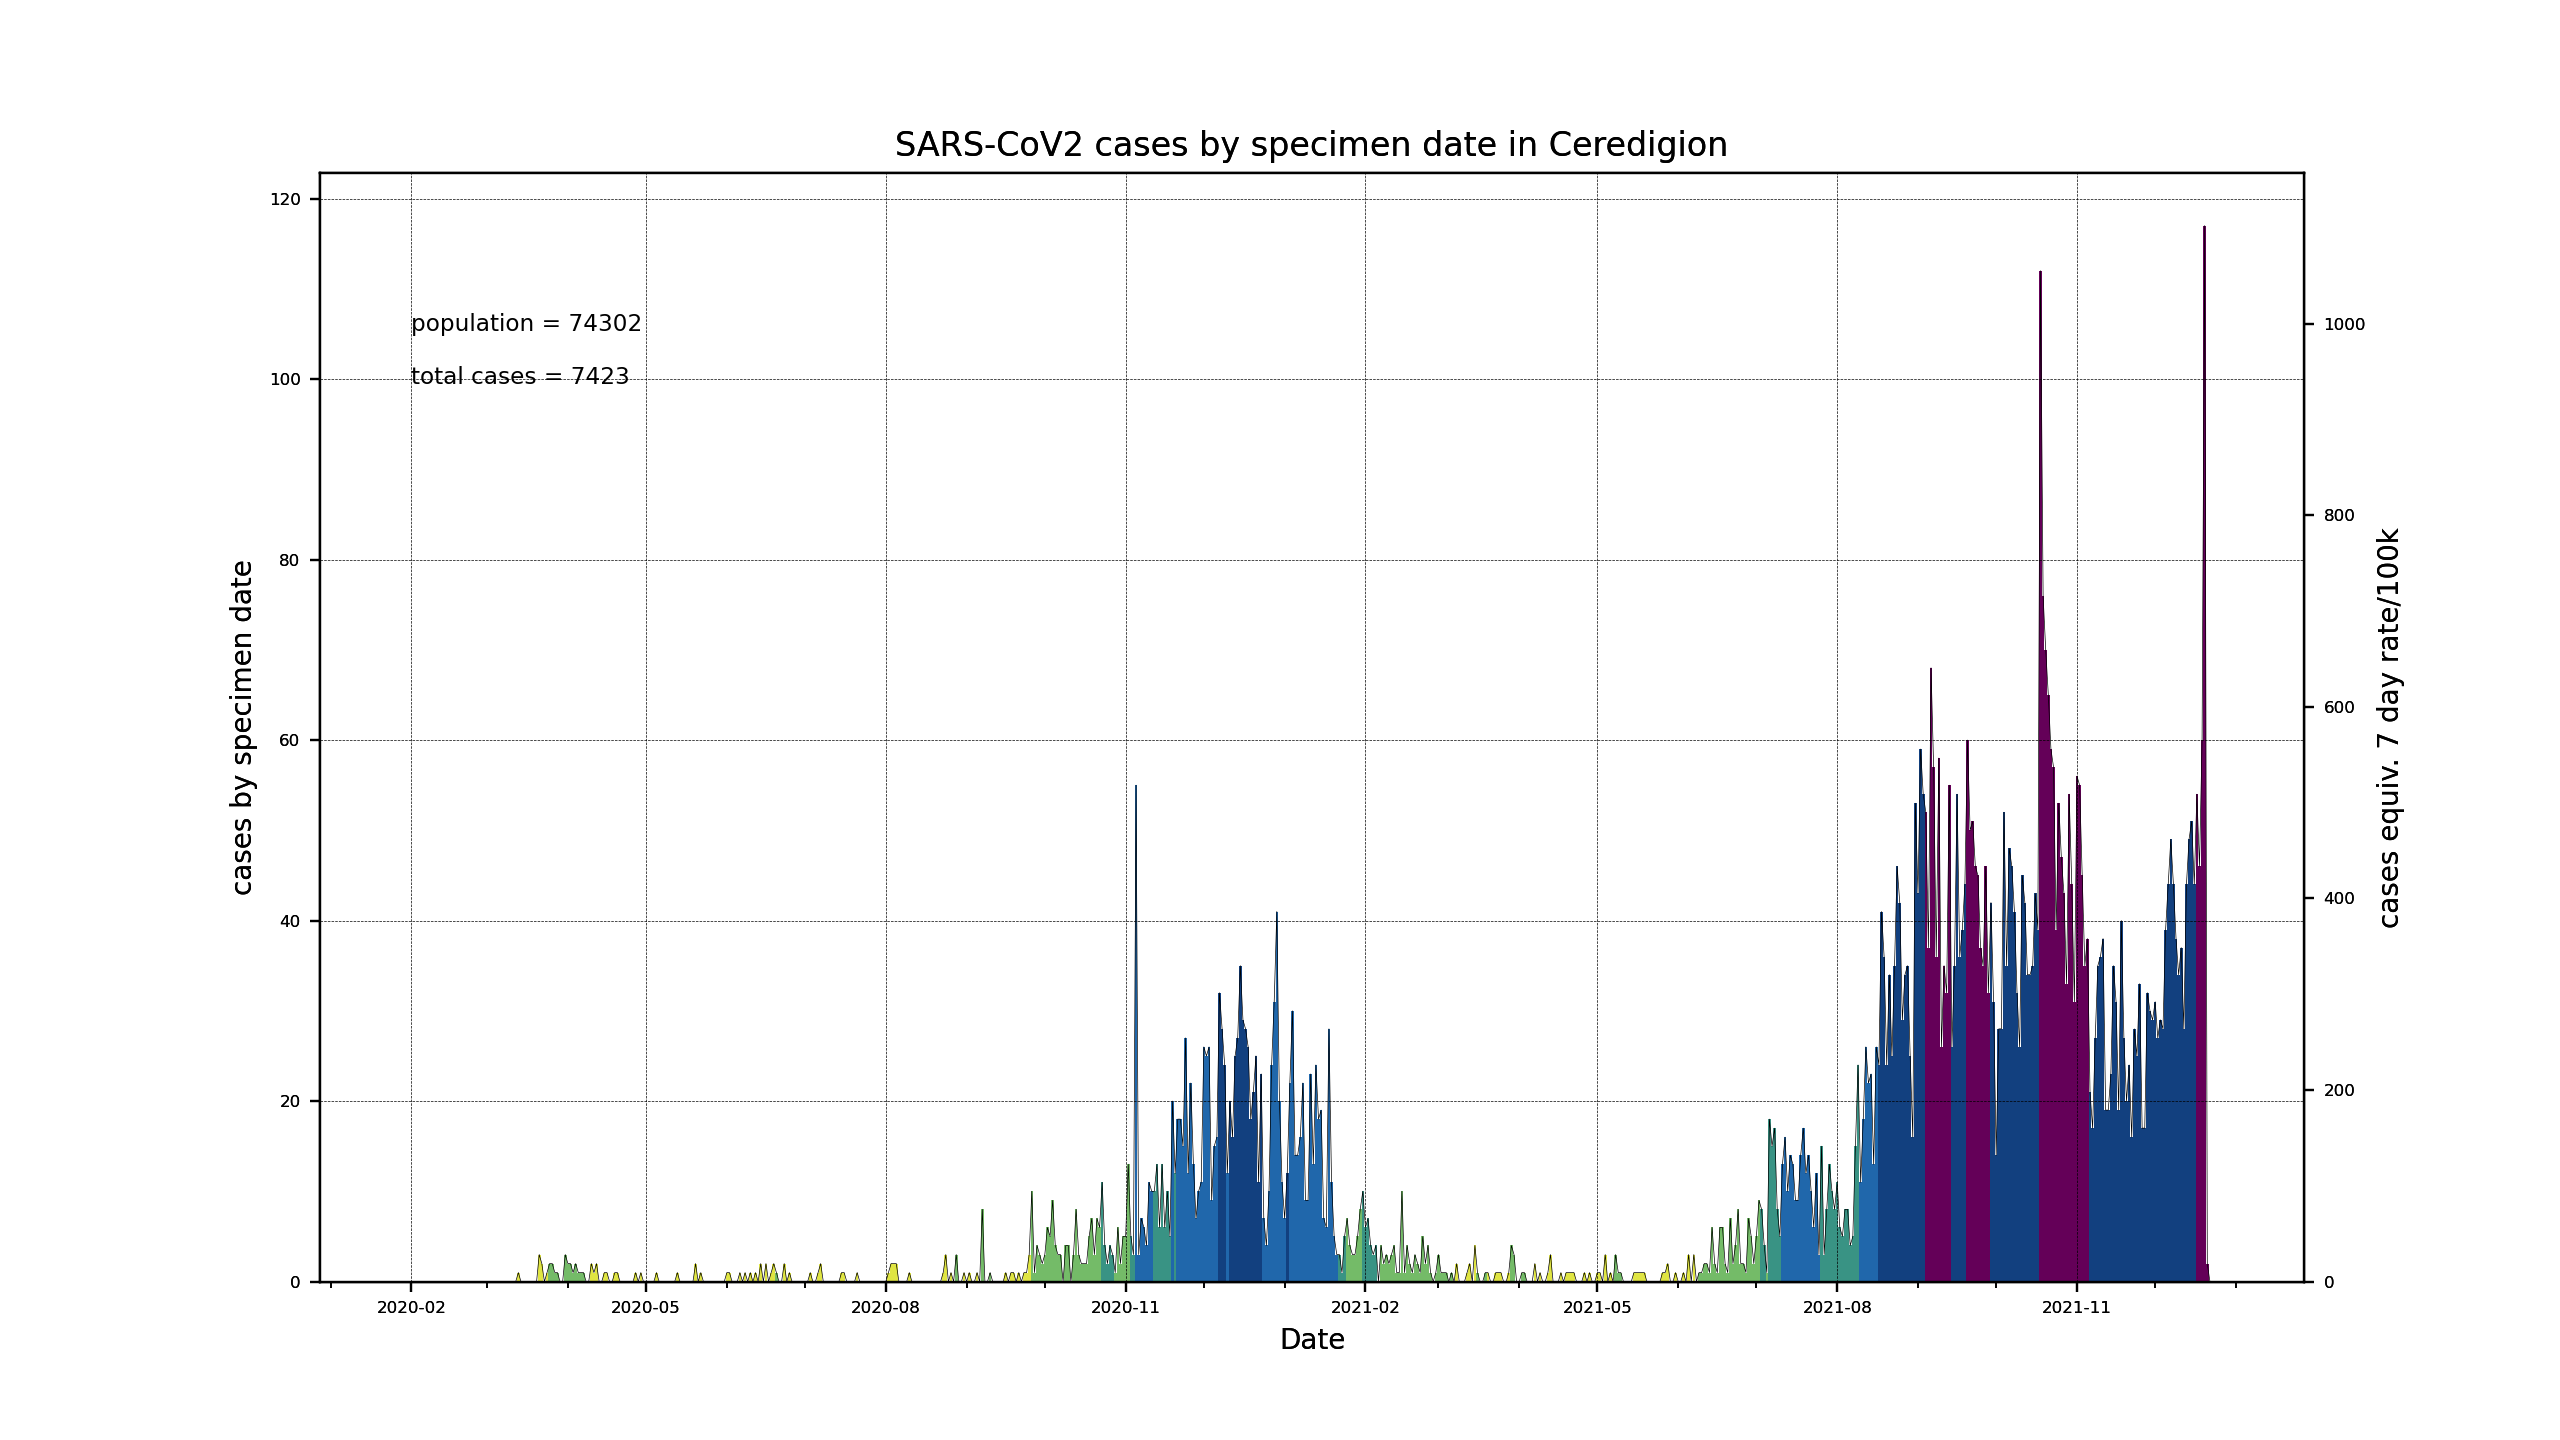 SARS-CoV2 cases by specimen date in Ceredigion
population = 74302
total cases = 7423
cases by specimen date
120
100
80
60
40
20
0
cases equiv. 7 day rate/100k
1000
800
600
400
200
0
2020-02 2020-05 2020-08 2020-11 2021-02 2021-05 2021-08 2021-11
Date